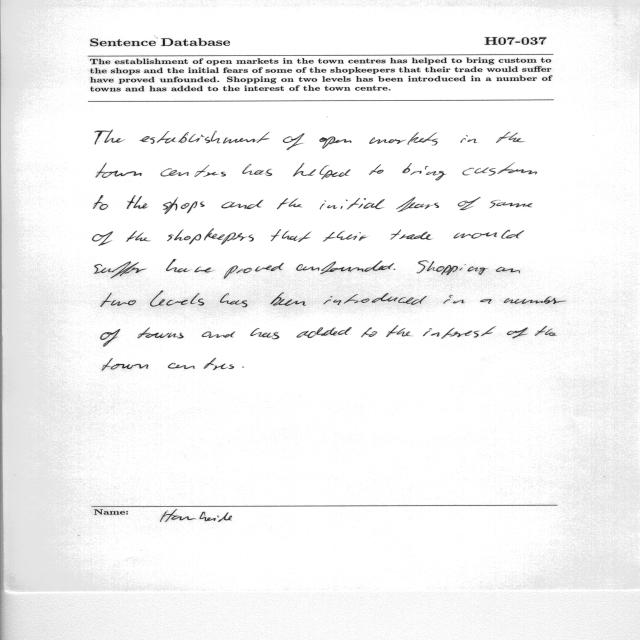 Sentence Database H07-037
The establishment of open markets in the town centres has helped to bring custom to
the shops and the initial fears of some of the shopkeepers that their trade would suffer
have proved unfounded. Shopping on two levels has been introduced in a number of
towns and has added to the interest of the town centre.
The establishment of open markets in the
town centres has helped to bring custom
to the shops and the initial fears of some
of the shopkeepers that their trade would
suffer have proved unfounded. Shopping on
two levels has been introduced in a number
of towns and has added to the interest of the
town centres.
Name: